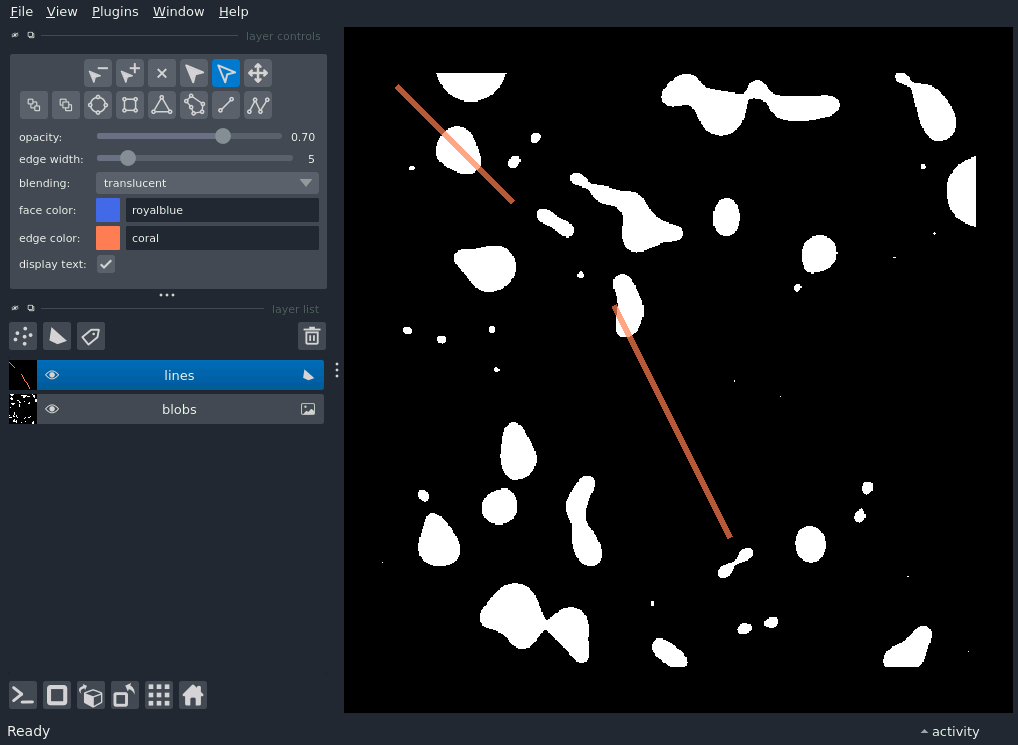 File View Plugins Window Help
layer controls
opacity: 0.70
edge width: 5
blending: translucent
face color: royalblue
edge color: coral
display text:
layer list
lines
blobs
Ready activity